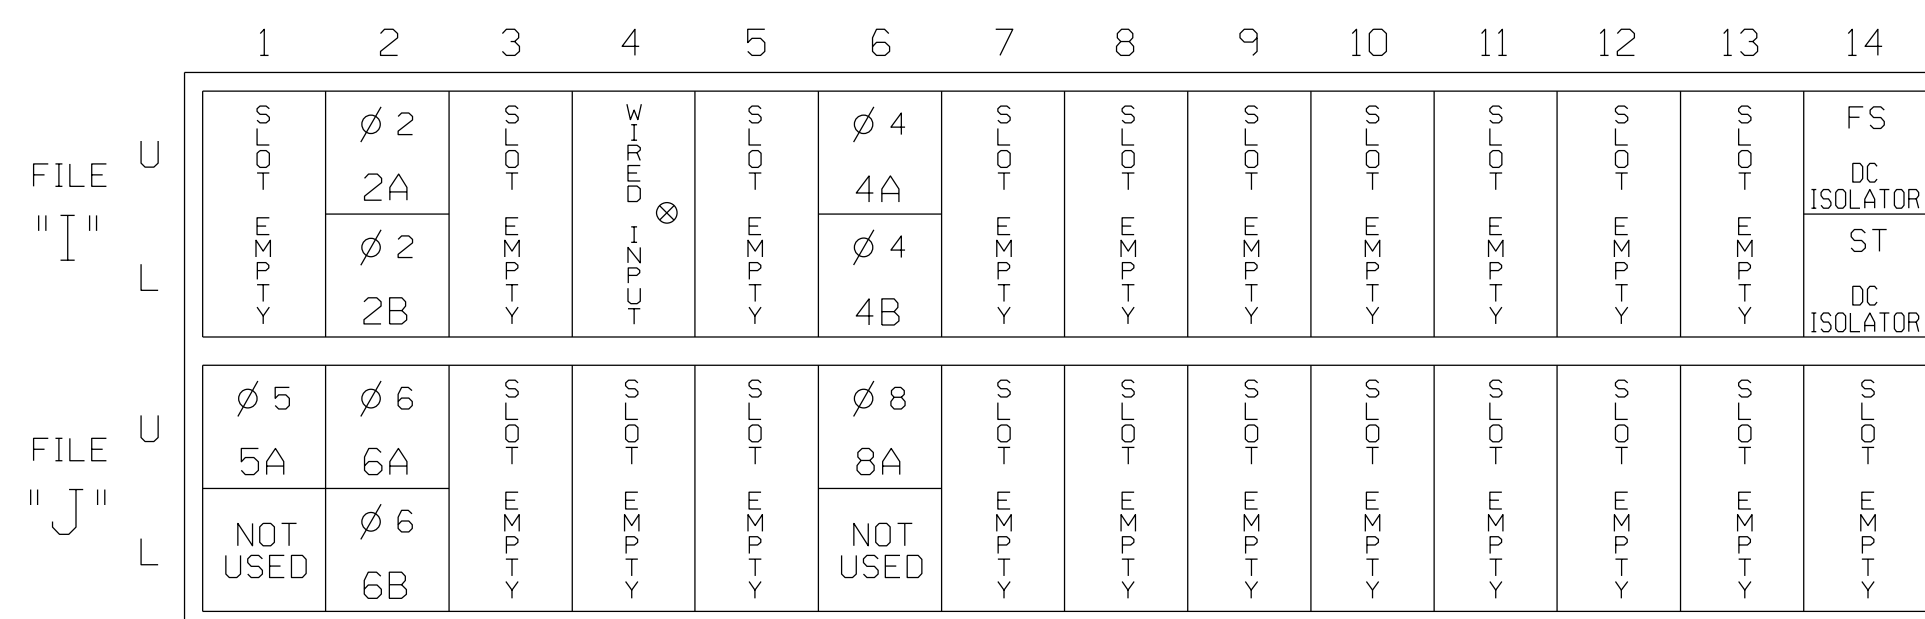 1 2 3 4 5 6 7 8 9 10 11 12 13 14
FILE "I"
U
L
SLOT EMPTY
Ø 2
2A
Ø 2
2B
SLOT EMPTY
WIRED INPUT
SLOT EMPTY
Ø 4
4A
Ø 4
4B
SLOT EMPTY
SLOT EMPTY
SLOT EMPTY
SLOT EMPTY
SLOT EMPTY
SLOT EMPTY
SLOT EMPTY
FS
DC
ISOLATOR
ST
DC
ISOLATOR
FILE
"J"
U
L
Ø 5
5A
NOT
USED
Ø 6
6A
Ø 6
6B
SLOT EMPTY
SLOT EMPTY
SLOT EMPTY
Ø 8
8A
NOT
USED
SLOT EMPTY
SLOT EMPTY
SLOT EMPTY
SLOT EMPTY
SLOT EMPTY
SLOT EMPTY
SLOT EMPTY
SLOT EMPTY